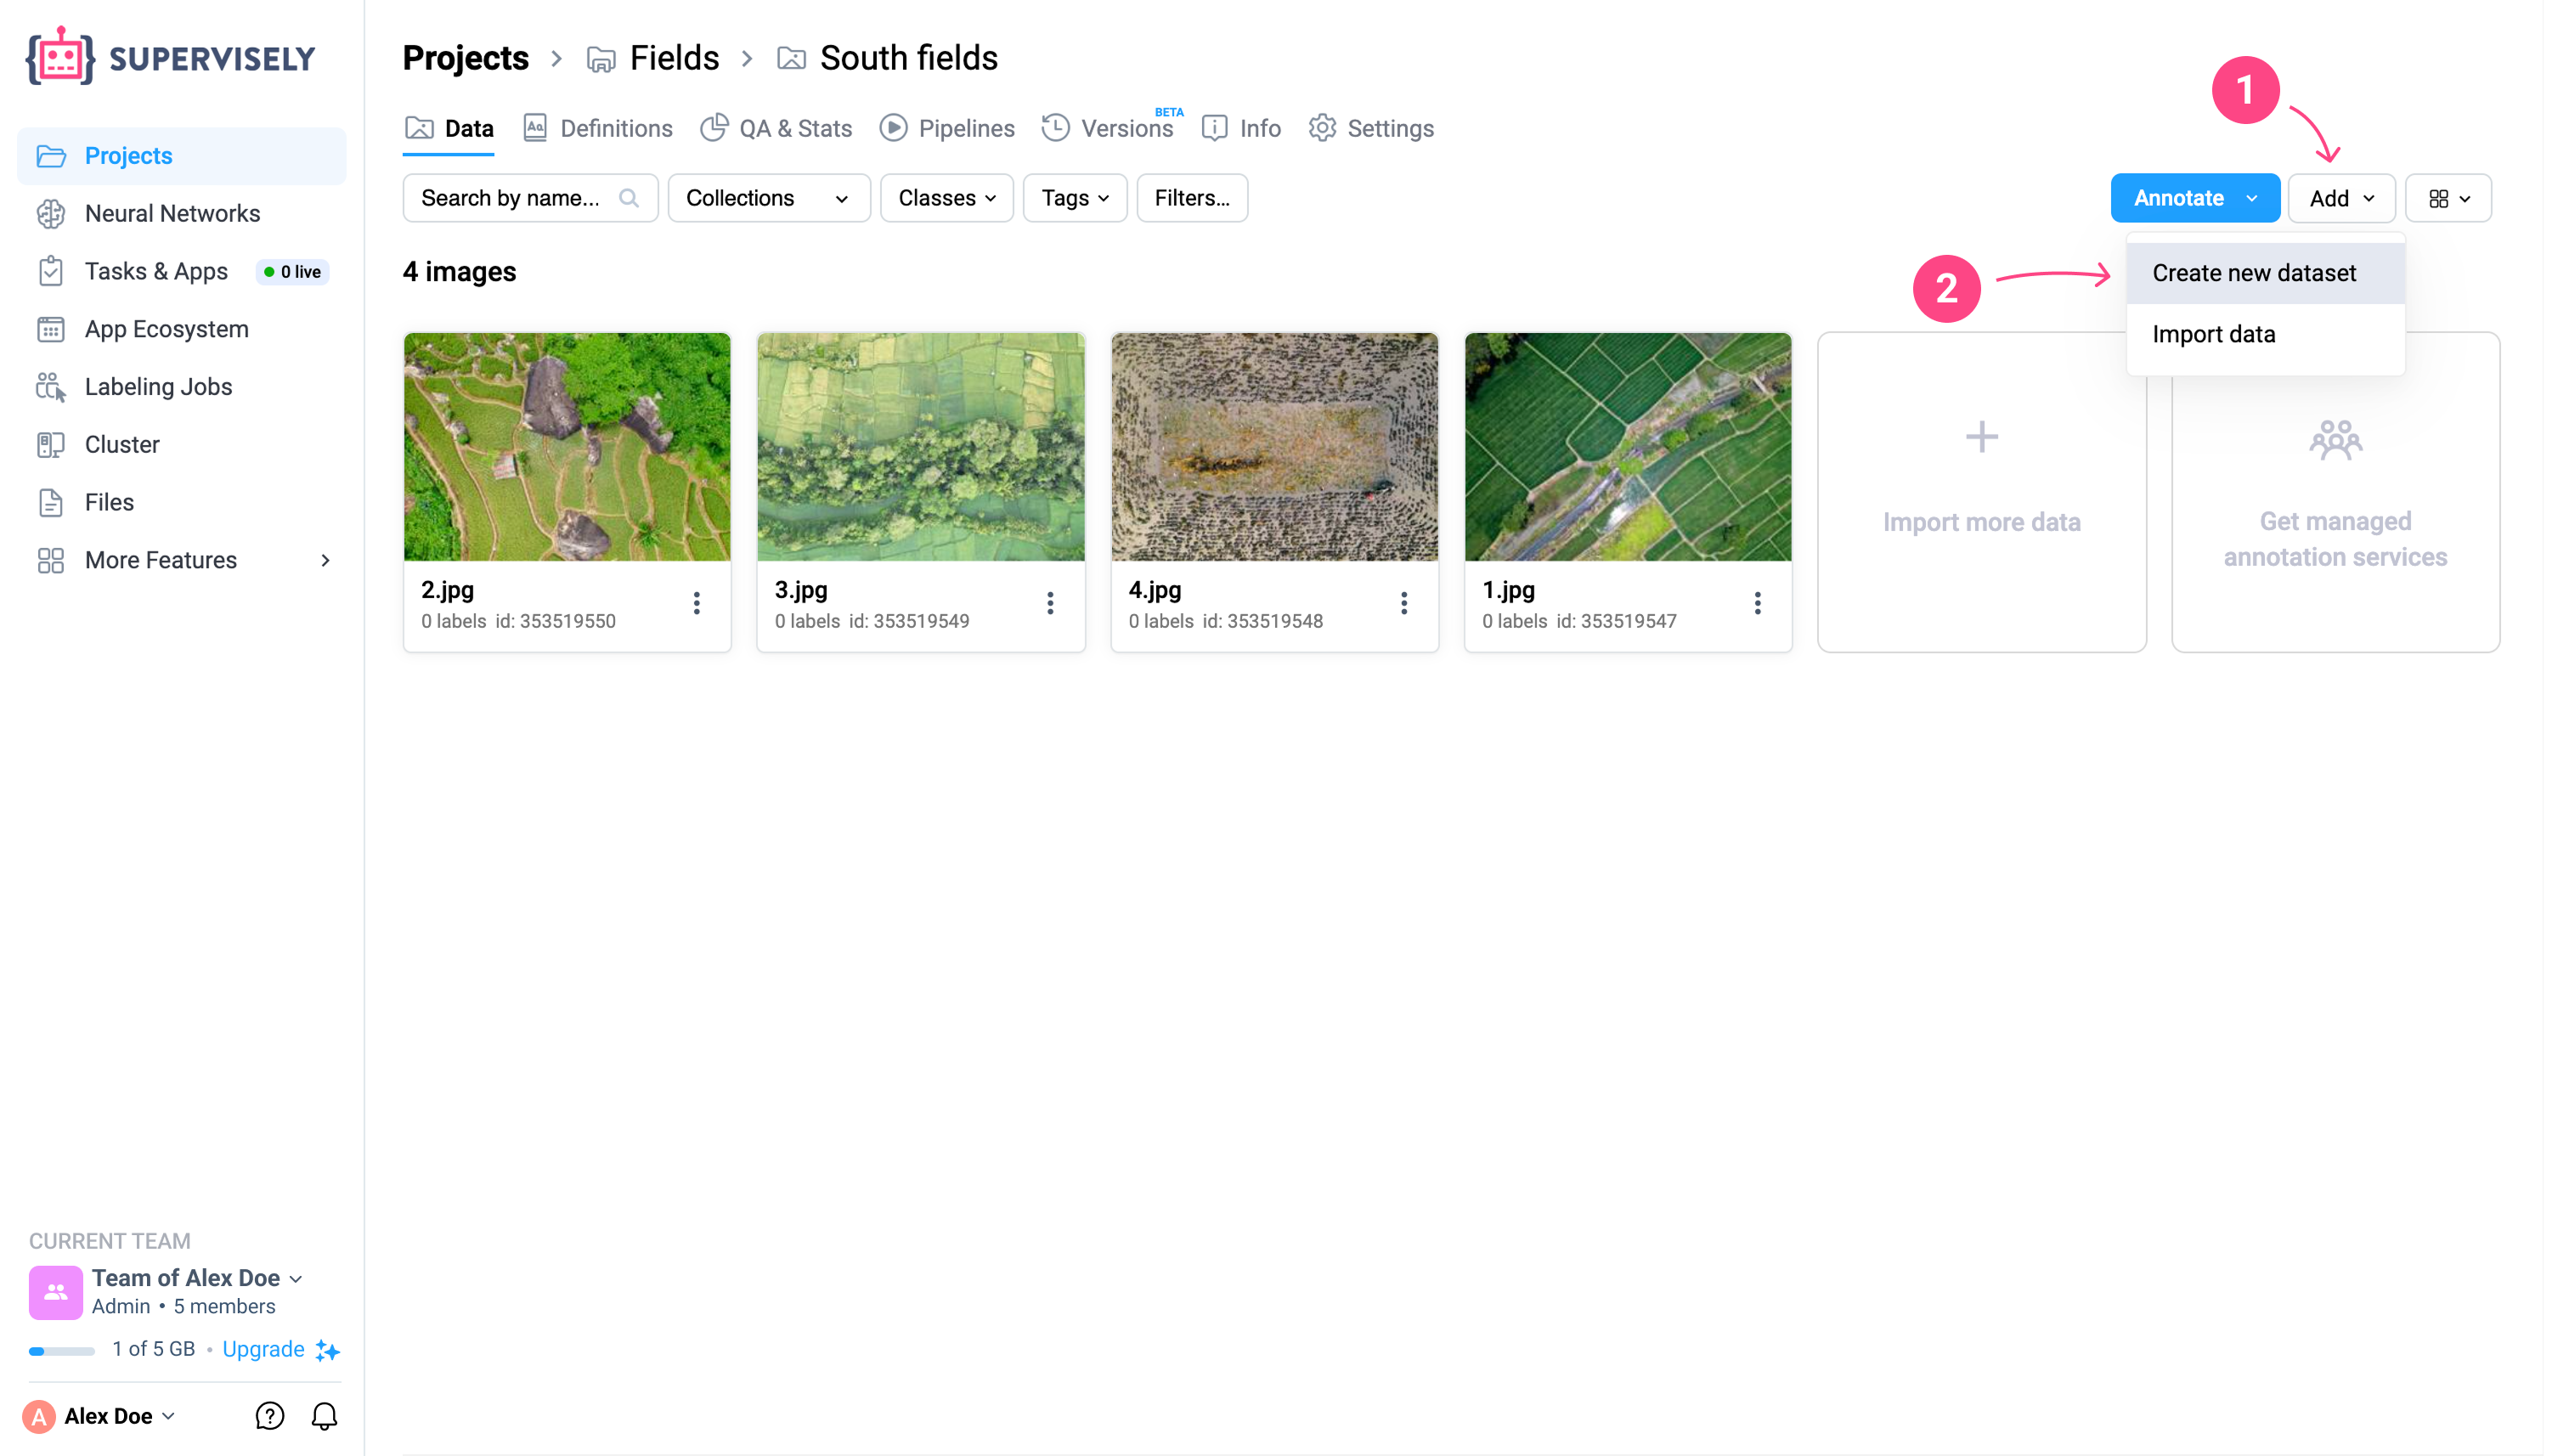 SUPERVISELY
Projects
Neural Networks
Tasks & Apps
0 live
App Ecosystem
Labeling Jobs
Cluster
Files
More Features
CURRENT TEAM
Team of Alex Doe
Admin • 5 members
1 of 5 GB • Upgrade
A Alex Doe
Projects > Fields > South fields
Data
Definitions
QA & Stats
Pipelines
Versions BETA
Info
Settings
1
Search by name...
Collections
Classes
Tags
Filters...
Annotate
Add
2
Create new dataset
Import data
4 images
2.jpg
0 labels id: 353519550
3.jpg
0 labels id: 353519549
4.jpg
0 labels id: 353519548
1.jpg
0 labels id: 353519547
Import more data
Get managed
annotation services